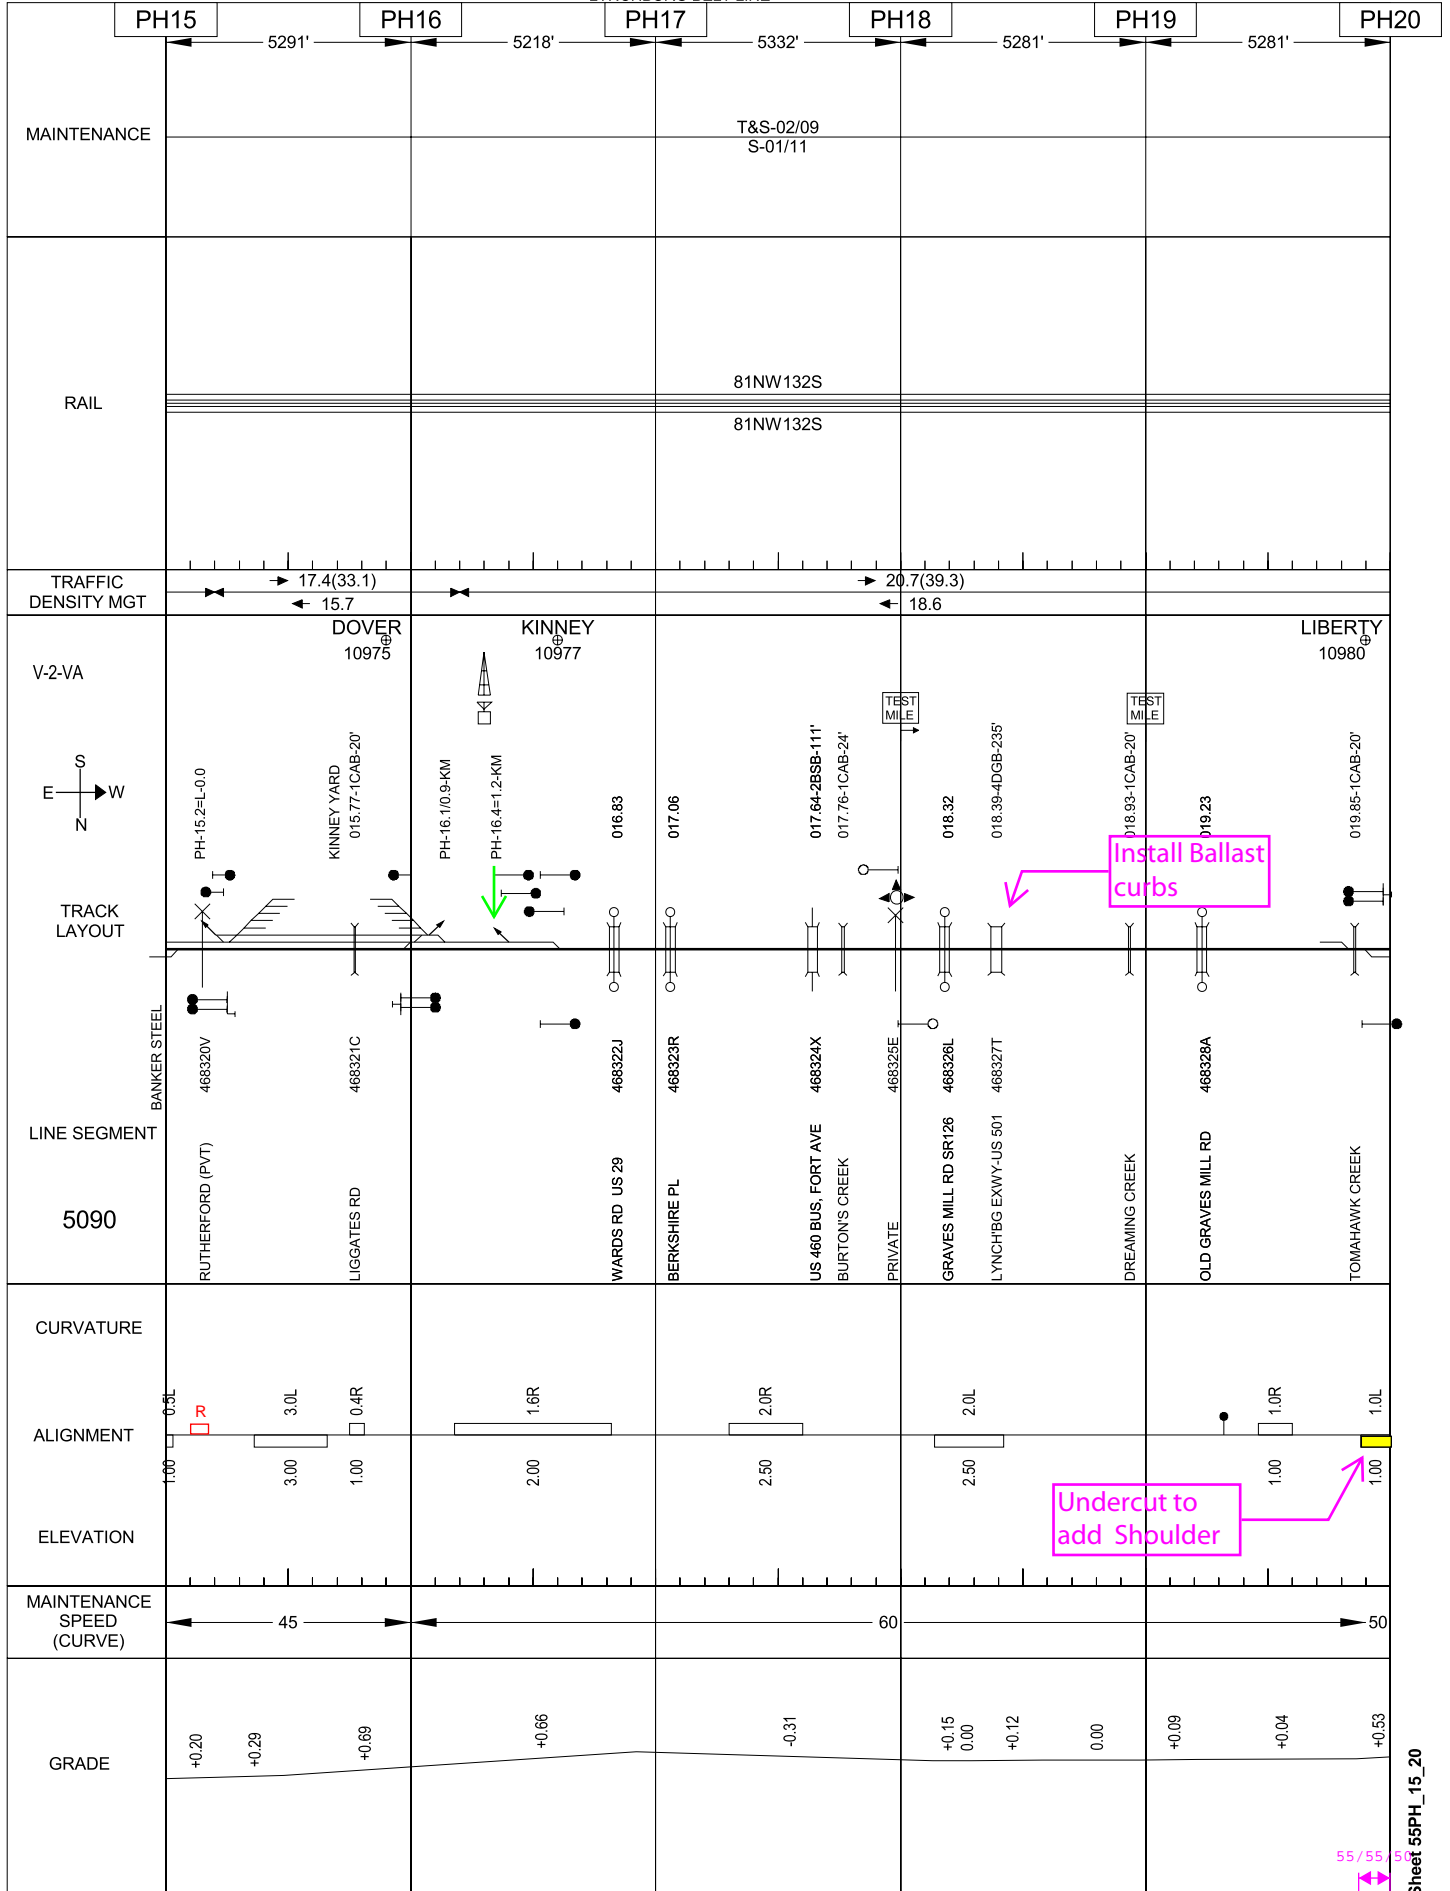 PH15 PH16 PH17 PH18 PH19 PH20
5291' 5218' 5332' 5281' 5281'
MAINTENANCE
T&S-02/09
S-01/11
RAIL
81NW132S
81NW132S
TRAFFIC
DENSITY MGT
17.4(33.1)
15.7
20.7(39.3)
18.6
DOVER
10975
KINNEY
10977
LIBERTY
10980
V-2-VA
S
E W
N
TEST
MILE
TEST
MILE
PH-15.2=L-0.0
KINNEY YARD
015.77-1CAB-20'
PH-16.1/0.9-KM
PH-16.4=1.2-KM
016.83
017.06
017.64-2BSB-111'
017.76-1CAB-24'
018.32
018.39-4DGB-235'
018.93-1CAB-20'
019.23
019.85-1CAB-20'
Install Ballast
curbs
TRACK
LAYOUT
BANKER STEEL
468320V
468321C
468322J
468323R
468324X
468325E
468326L
468327T
468328A
LINE SEGMENT
5090
RUTHERFORD (PVT)
LIGGATES RD
WARDS RD US 29
BERKSHIRE PL
US 460 BUS, FORT AVE
BURTON'S CREEK
PRIVATE
GRAVES MILL RD SR126
LYNCH'BG EXWY-US 501
DREAMING CREEK
OLD GRAVES MILL RD
TOMAHAWK CREEK
CURVATURE
0.5L R 3.0L 0.4R 1.6R 2.0R 2.0L 1.0R 1.0L
ALIGNMENT
1.00 3.00 1.00 2.00 2.50 2.50 1.00 1.00
Undercut to
add Shoulder
ELEVATION
MAINTENANCE
SPEED
(CURVE)
45 60 50
GRADE
+0.20 +0.29 +0.69 +0.66 -0.31 +0.15 0.00 +0.12 0.00 +0.09 +0.04 +0.53
55/55/50
Sheet 55PH_15_20